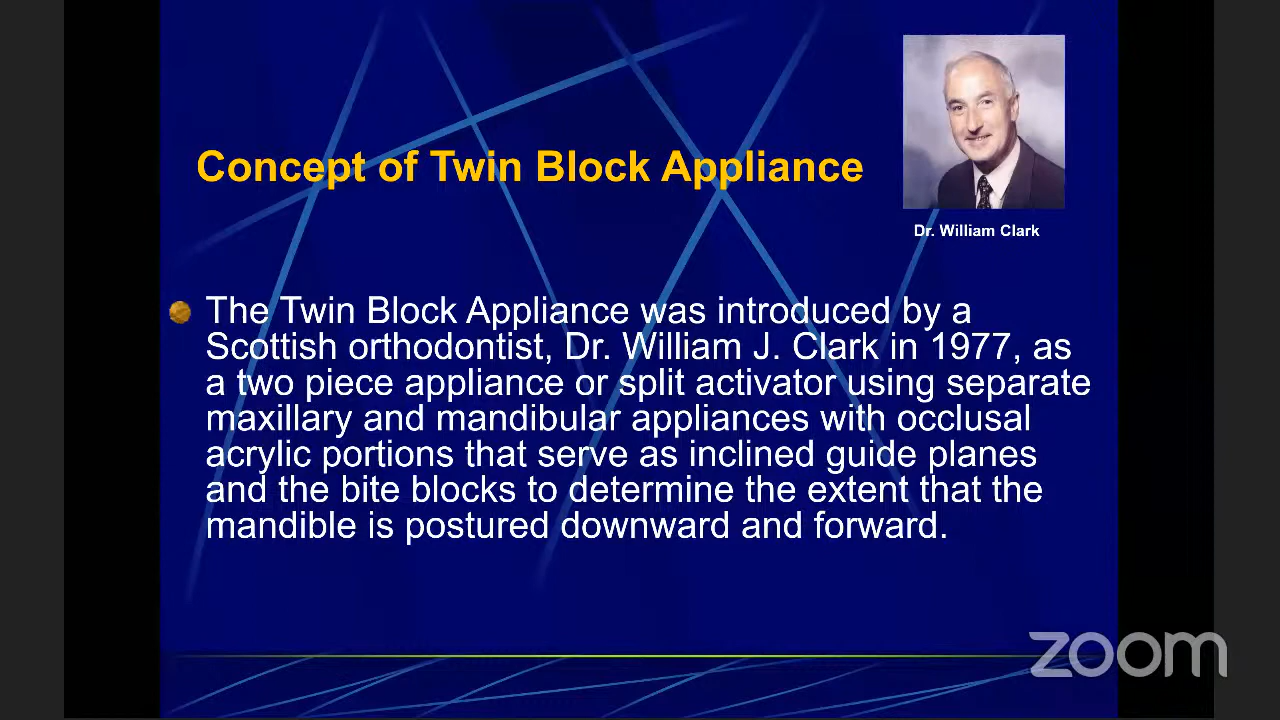 Concept of Twin Block Appliance
Dr. William Clark
The Twin Block Appliance was introduced by a
Scottish orthodontist, Dr. William J. Clark in 1977, as
a two piece appliance or split activator using separate
maxillary and mandibular appliances with occlusal
acrylic portions that serve as inclined guide planes
and the bite blocks to determine the extent that the
mandible is postured downward and forward.
zoom